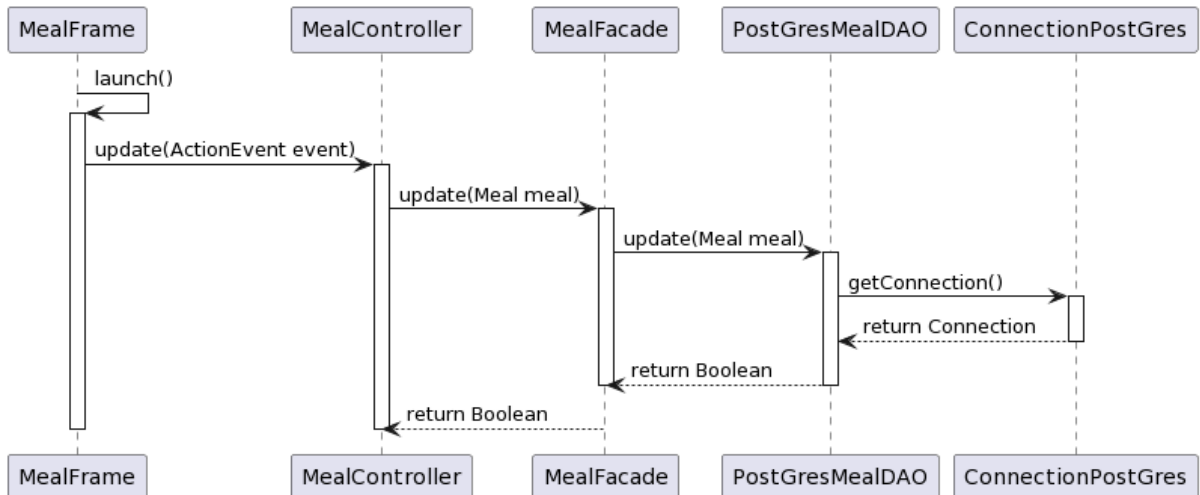 MealFrame MealController MealFacade PostGresMealDAO ConnectionPostGres
launch()
update(ActionEvent event)
update(Meal meal)
update(Meal meal)
getConnection()
return Connection
return Boolean
return Boolean
MealFrame MealController MealFacade PostGresMealDAO ConnectionPostGres